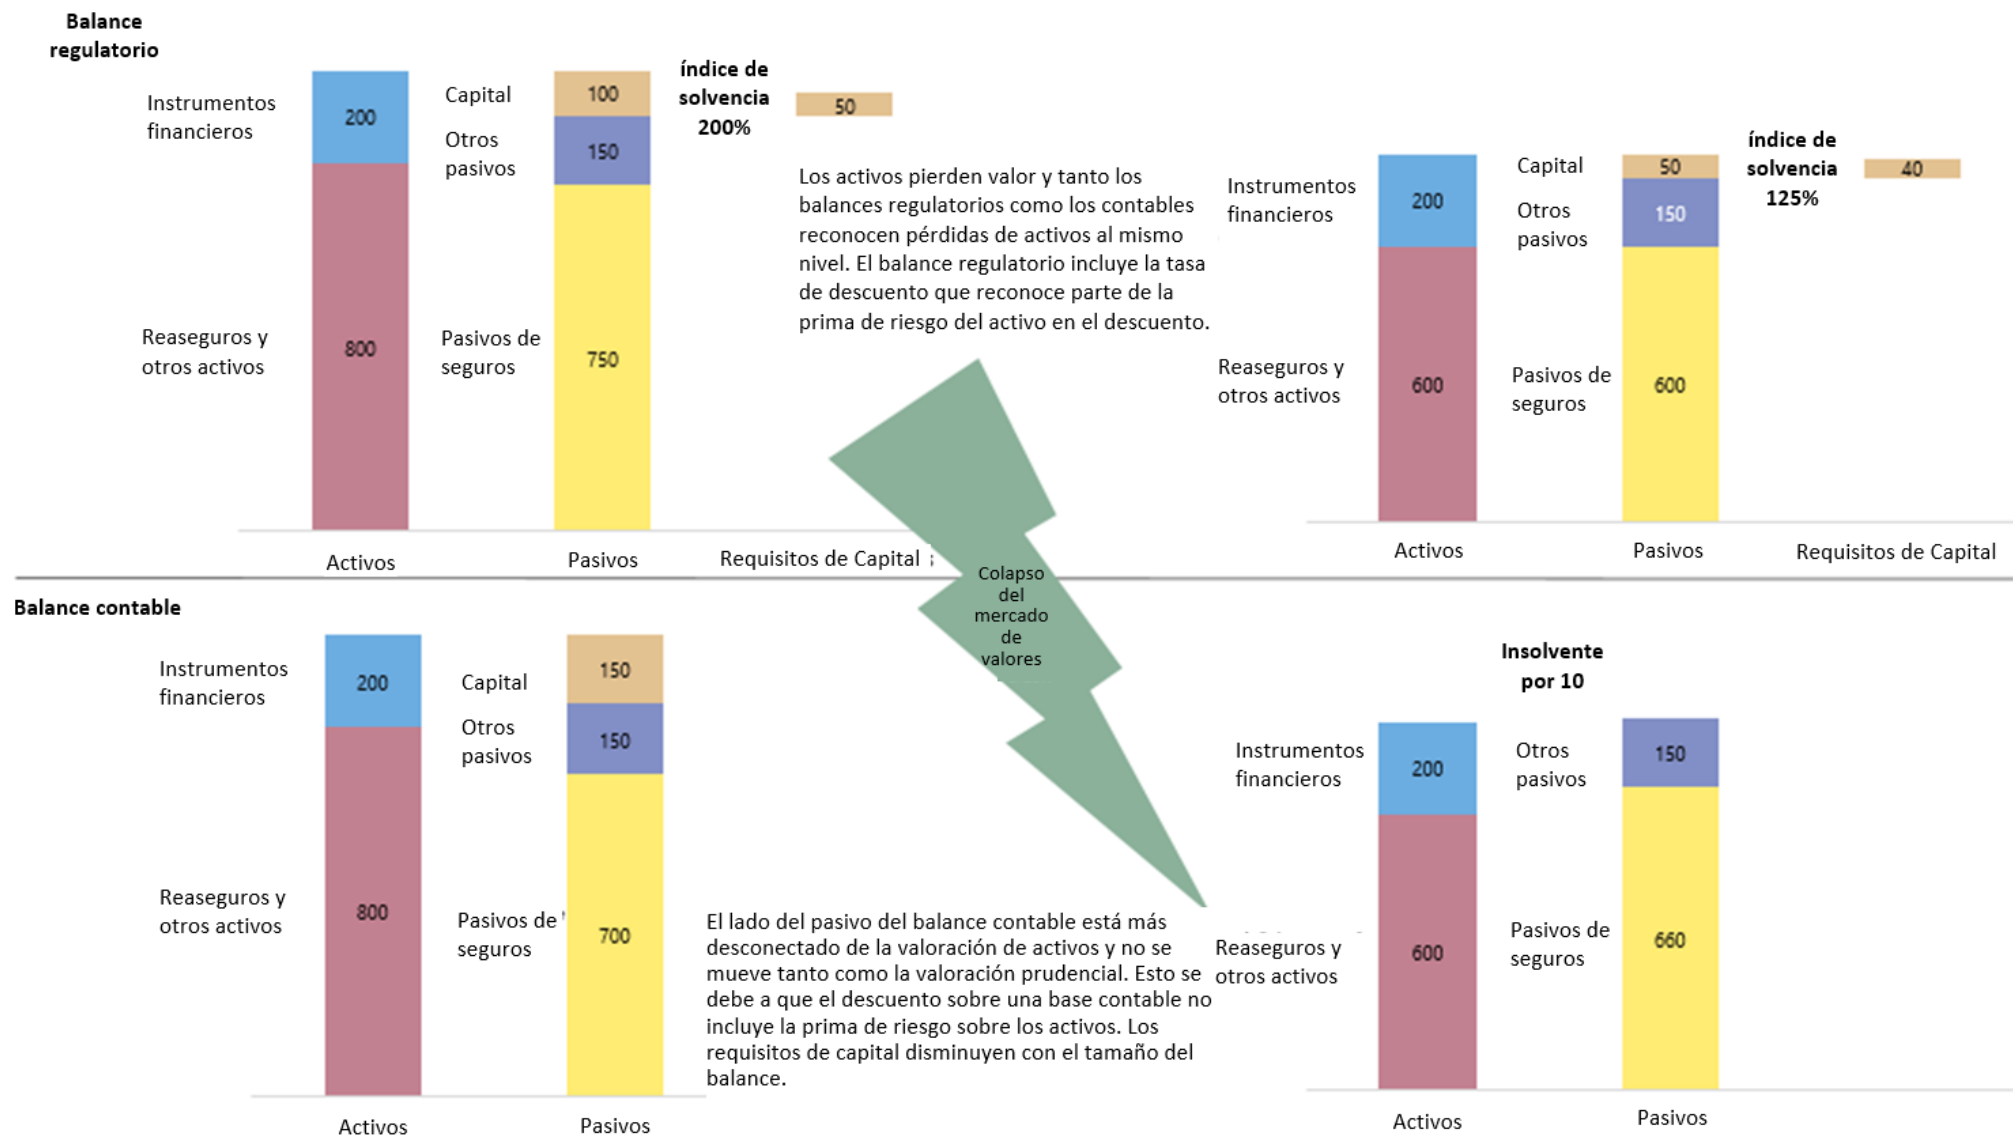 Balance
regulatorio
Instrumentos
financieros
200
Reaseguros y
otros activos
800
Capital
100
Otros
pasivos
150
Pasivos de
seguros
750
índice de
solvencia
200%
50
Activos
Pasivos
Requisitos de Capital
Los activos pierden valor y tanto los
balances regulatorios como los contables
reconocen pérdidas de activos al mismo
nivel. El balance regulatorio incluye la tasa
de descuento que reconoce parte de la
prima de riesgo del activo en el descuento.
Instrumentos
financieros
200
Reaseguros y
otros activos
600
Capital
50
Otros
pasivos
150
Pasivos de
seguros
600
índice de
solvencia
125%
40
Activos
Pasivos
Requisitos de Capital
Colapso
del
mercado
de
valores
Balance contable
Instrumentos
financieros
200
Reaseguros y
otros activos
800
Capital
150
Otros
pasivos
150
Pasivos de
seguros
700
Activos
Pasivos
El lado del pasivo del balance contable está más
desconectado de la valoración de activos y no se
mueve tanto como la valoración prudencial. Esto se
debe a que el descuento sobre una base contable no
incluye la prima de riesgo sobre los activos. Los
requisitos de capital disminuyen con el tamaño del
balance.
Insolvente
por 10
Instrumentos
financieros
200
Reaseguros y
otros activos
600
Otros
pasivos
150
Pasivos de
seguros
660
Activos
Pasivos